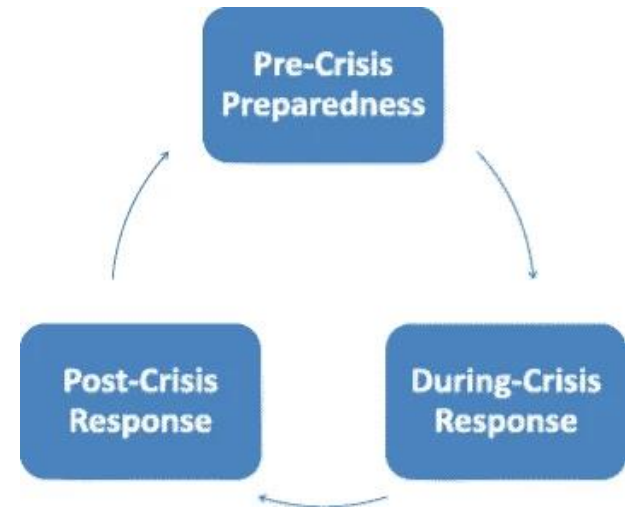 Pre-Crisis
Preparedness
Post-Crisis
Response
During-Crisis
Response